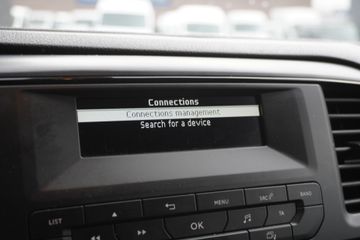 Connections
Connections management
Search for a device
LIST
MENU
SRC
BAND
OK
TA